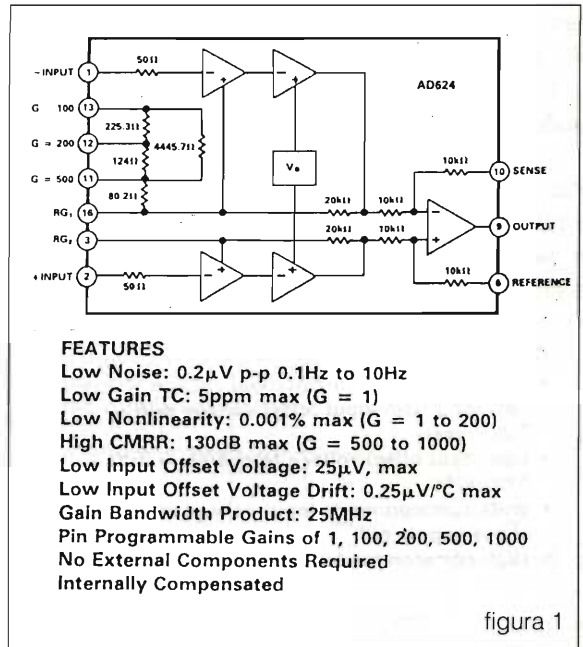 50Ω
- INPUT 1
AD624
G 100 13
225.3Ω
4445.7Ω
G = 200 12
124Ω
G = 500 11
80.2Ω
Vв
10kΩ
10 SENSE
20kΩ 10kΩ
RG₁ 16
RG₂ 3
20kΩ 10kΩ
9 OUTPUT
+INPUT 2
50Ω
10kΩ
6 REFERENCE
FEATURES
Low Noise: 0.2μV p-p 0.1Hz to 10Hz
Low Gain TC: 5ppm max (G = 1)
Low Nonlinearity: 0.001% max (G = 1 to 200)
High CMRR: 130dB max (G = 500 to 1000)
Low Input Offset Voltage: 25μV, max
Low Input Offset Voltage Drift: 0.25μV/°C max
Gain Bandwidth Product: 25MHz
Pin Programmable Gains of 1, 100, 200, 500, 1000
No External Components Required
Internally Compensated
figura 1